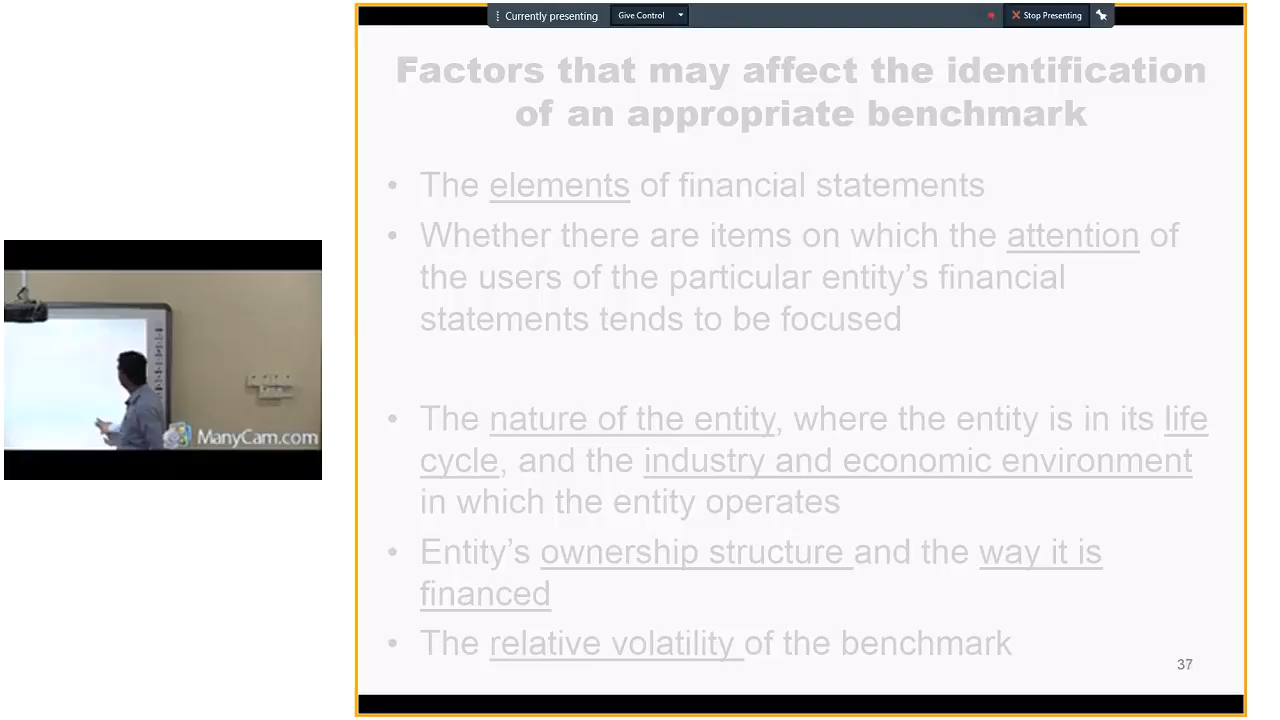 Currently presenting
Give Control
Stop Presenting
Factors that may affect the identification
of an appropriate benchmark
• The elements of financial statements
• Whether there are items on which the attention of
the users of the particular entity’s financial
statements tends to be focused
• The nature of the entity, where the entity is in its life
cycle, and the industry and economic environment
in which the entity operates
• Entity’s ownership structure and the way it is
financed
• The relative volatility of the benchmark
37
ManyCam.com